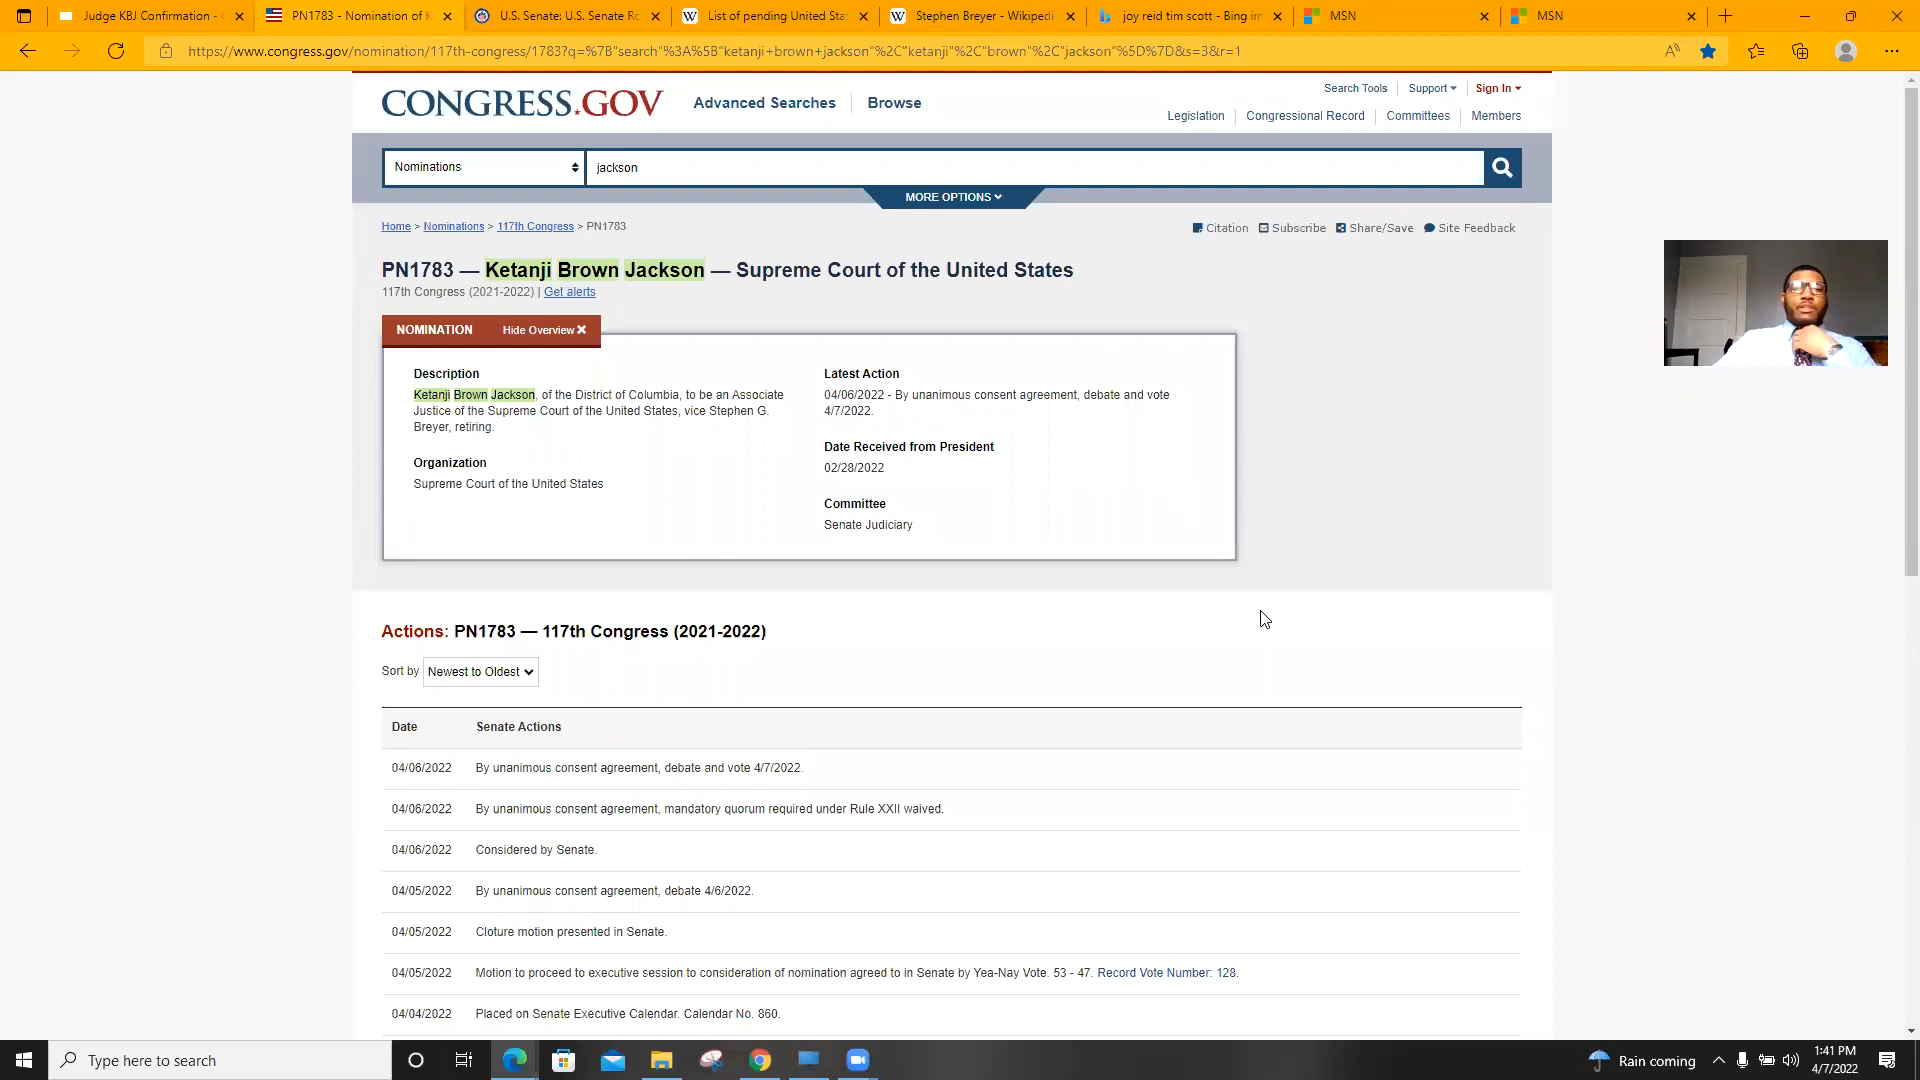 Judge KBJ Confirmation -
PN1783 - Nomination of K
U.S. Senate: U.S. Senate Ro
List of pending United Sta
Stephen Breyer - Wikipedi
joy reid tim scott - Bing im
MSN
MSN
https://www.congress.gov/nomination/117th-congress/1783?q=%7B"search"%3A%5B"ketanji+brown+jackson"%2C"ketanji"%2C"brown"%2C"jackson"%5D%7D&s=3&r=1
CONGRESS.GOV
Advanced Searches
Browse
Search Tools
Support
Sign In
Legislation
Congressional Record
Committees
Members
Nominations
jackson
MORE OPTIONS
Home > Nominations > 117th Congress > PN1783
Citation
Subscribe
Share/Save
Site Feedback
PN1783 — Ketanji Brown Jackson — Supreme Court of the United States
117th Congress (2021-2022) | Get alerts
NOMINATION
Hide Overview
Description
Ketanji Brown Jackson, of the District of Columbia, to be an Associate
Justice of the Supreme Court of the United States, vice Stephen G.
Breyer, retiring.
Organization
Supreme Court of the United States
Latest Action
04/06/2022 - By unanimous consent agreement, debate and vote
4/7/2022.
Date Received from President
02/28/2022
Committee
Senate Judiciary
Actions: PN1783 — 117th Congress (2021-2022)
Sort by Newest to Oldest
Date Senate Actions
04/06/2022 By unanimous consent agreement, debate and vote 4/7/2022.
04/06/2022 By unanimous consent agreement, mandatory quorum required under Rule XXII waived.
04/06/2022 Considered by Senate.
04/05/2022 By unanimous consent agreement, debate 4/6/2022.
04/05/2022 Cloture motion presented in Senate.
04/05/2022 Motion to proceed to executive session to consideration of nomination agreed to in Senate by Yea-Nay Vote. 53 - 47. Record Vote Number: 128.
04/04/2022 Placed on Senate Executive Calendar. Calendar No. 860.
Type here to search
Rain coming
1:41 PM
4/7/2022